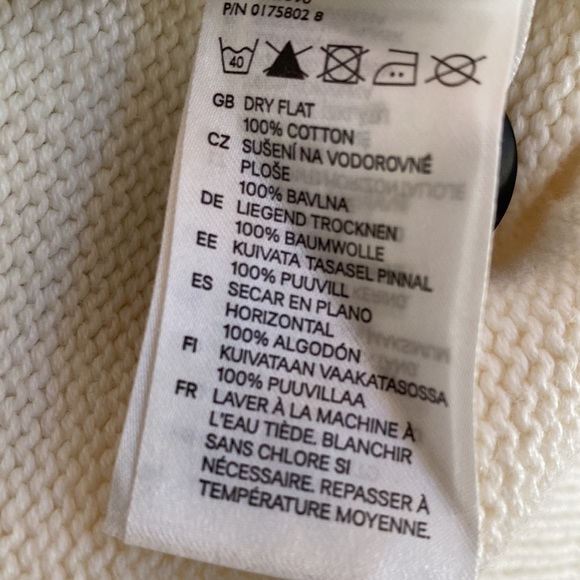 P/N 0175802 8
40
GB DRY FLAT
100% COTTON
CZ SUŠENÍ NA VODOROVNÉ
PLOŠE
100% BAVLNA
DE LIEGEND TROCKNEN
100% BAUMWOLLE
EE KUIVATA TASASEL PINNAL
100% PUUVILL
ES SECAR EN PLANO
HORIZONTAL
100% ALGODÓN
FI KUIVATAAN VAAKATASOSSA
100% PUUVILLAA
FR LAVER À LA MACHINE À
L'EAU TIÈDE. BLANCHIR
SANS CHLORE SI
NÉCESSAIRE. REPASSER À
TEMPÉRATURE MOYENNE.